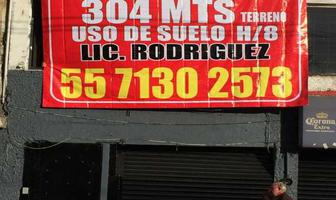 304 MTS TERRENO
USO DE SUELO H/8
LIC. RODRIGUEZ
55 7130 2573
Corona
Extra